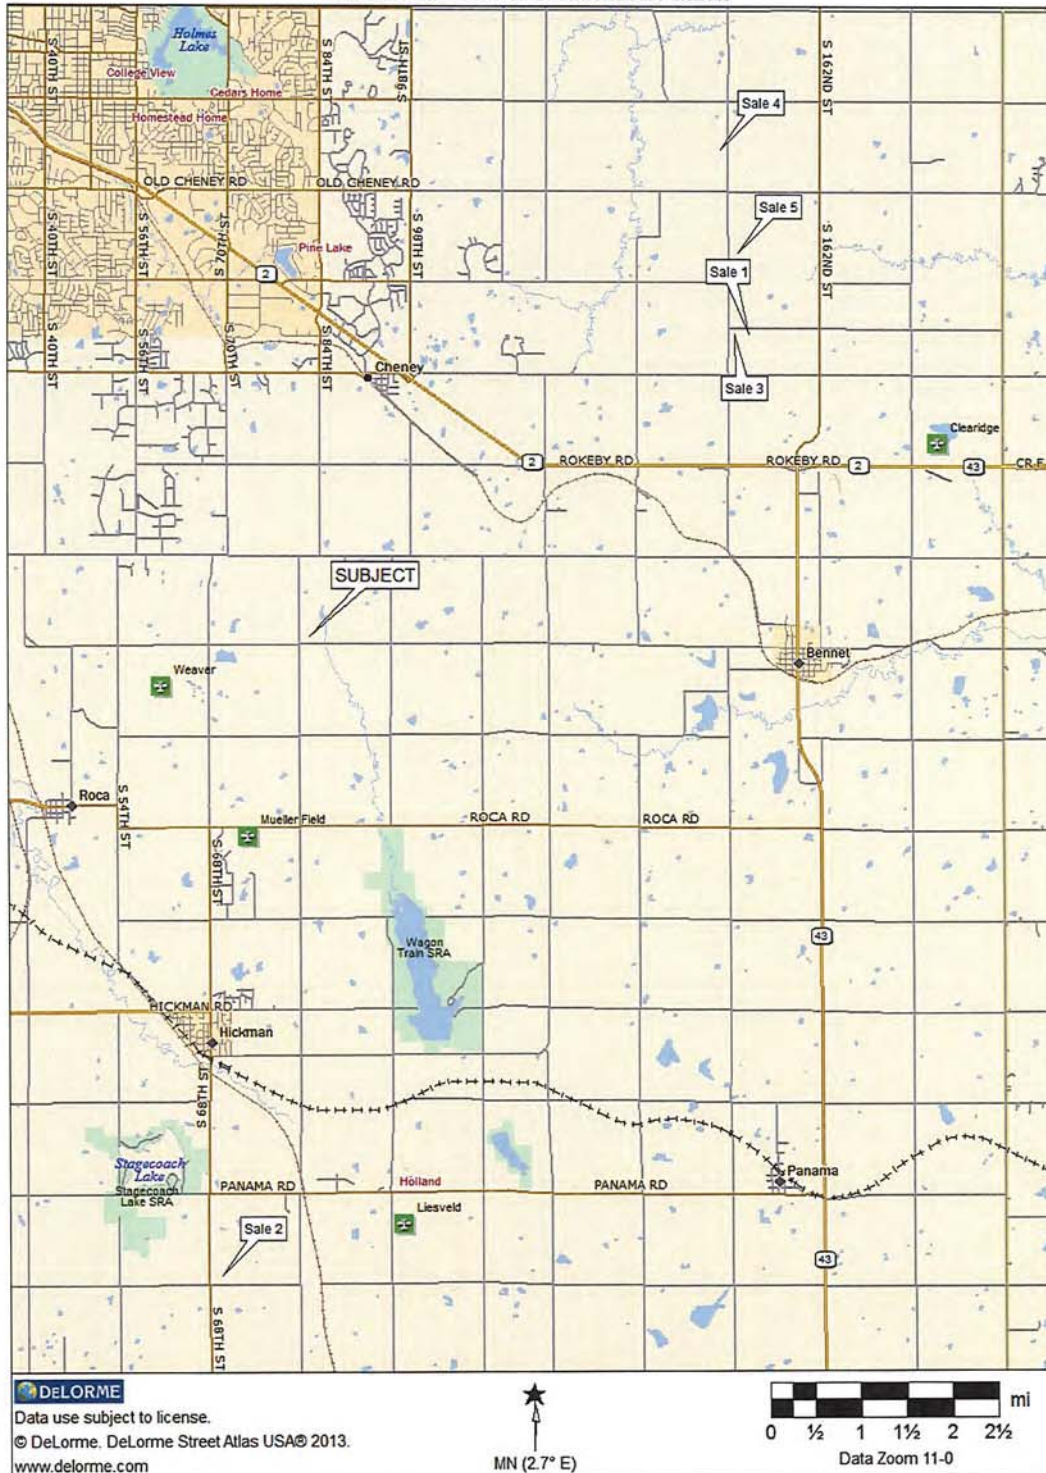 Holmes
Lake
S 40TH ST
S 56TH ST
S 70TH ST
S 84TH ST
S 98TH ST
S 162ND ST
College View
Cedars Home
Homestead Home
Sale 4
OLD CHENEY RD
OLD CHENEY RD
S 40TH ST
S 56TH ST
S 70TH ST
S 98TH ST
Sale 5
S 162ND ST
Pine Lake
2
Sale 1
S 40TH ST
S 56TH ST
S 70TH ST
S 84TH ST
Cheney
Sale 3
Clearidge
2
ROKEBY RD
ROKEBY RD
2
43
CR F
SUBJECT
Bennet
Weaver
Roca
S 54TH ST
Mueller Field
ROCA RD
ROCA RD
S 68TH ST
43
Wagon
Train SRA
HICKMAN RD
Hickman
S 68TH ST
Stagecoach
Lake
Stagecoach
Lake SRA
PANAMA RD
Holland
PANAMA RD
Panama
Liesveld
Sale 2
43
S 68TH ST
DELORME
Data use subject to license.
© DeLorme. DeLorme Street Atlas USA® 2013.
www.delorme.com
MN (2.7° E)
mi
0 ½ 1 1½ 2 2½
Data Zoom 11-0